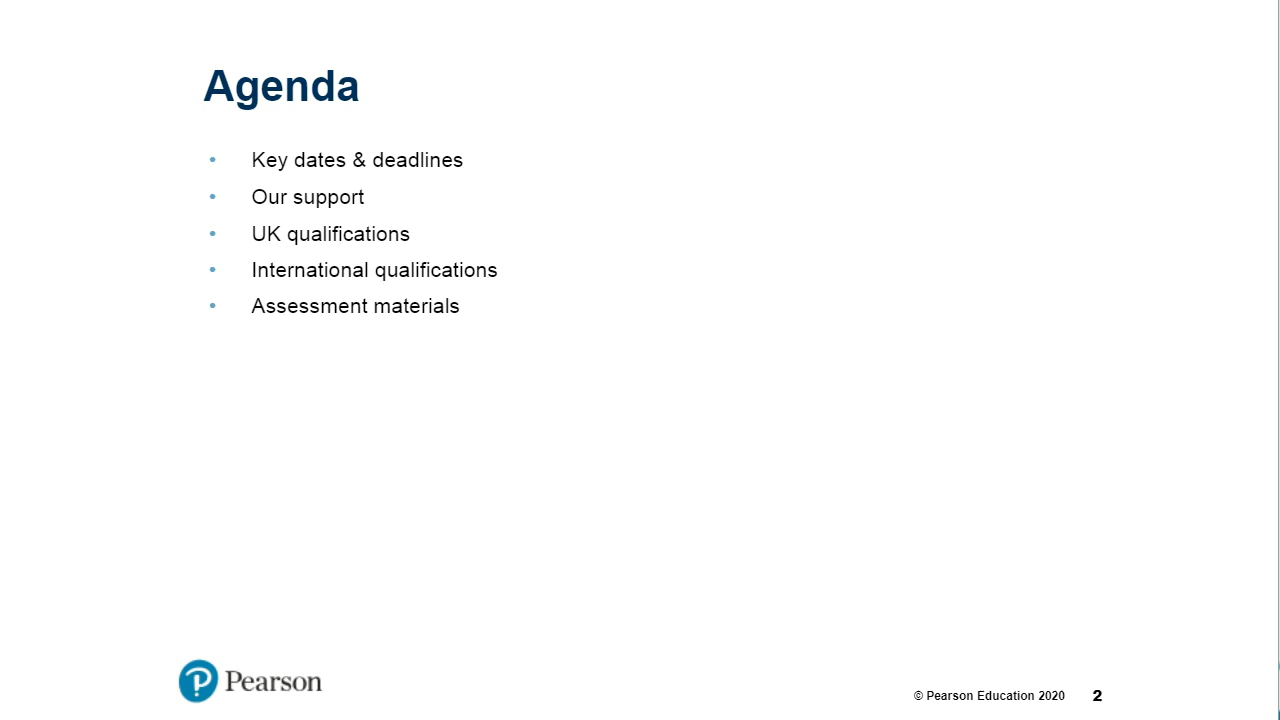 Agenda
• Key dates & deadlines
• Our support
• UK qualifications
• International qualifications
• Assessment materials
Pearson
© Pearson Education 2020 2